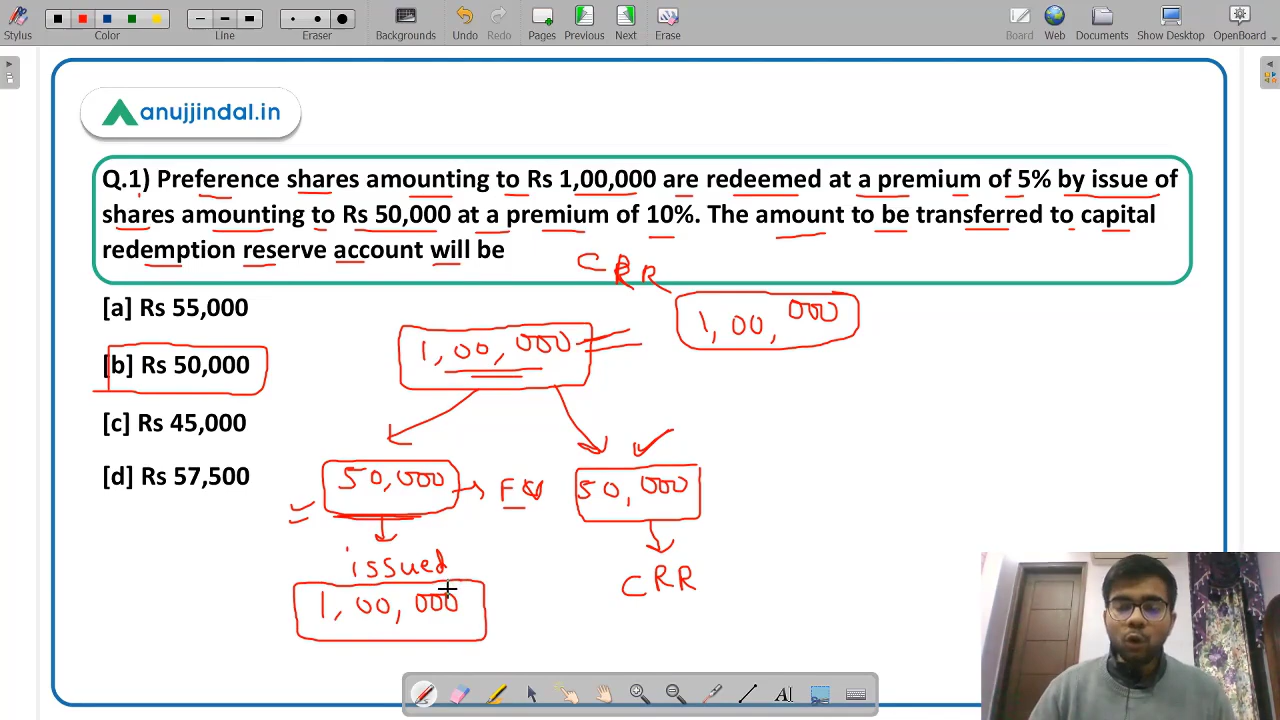 Stylus
Color
Line
Eraser
Backgrounds
Undo
Redo
Pages
Previous
Next
Erase
Board
Web
Documents
Show Desktop
OpenBoard
anujjindal.in
Q.1) Preference shares amounting to Rs 1,00,000 are redeemed at a premium of 5% by issue of
shares amounting to Rs 50,000 at a premium of 10%. The amount to be transferred to capital
redemption reserve account will be
CRR
[a] Rs 55,000
1,00,000
1,00,000
[b] Rs 50,000
[c] Rs 45,000
[d] Rs 57,500
50,000
50,000
issued
CRR
1,00,000
AI